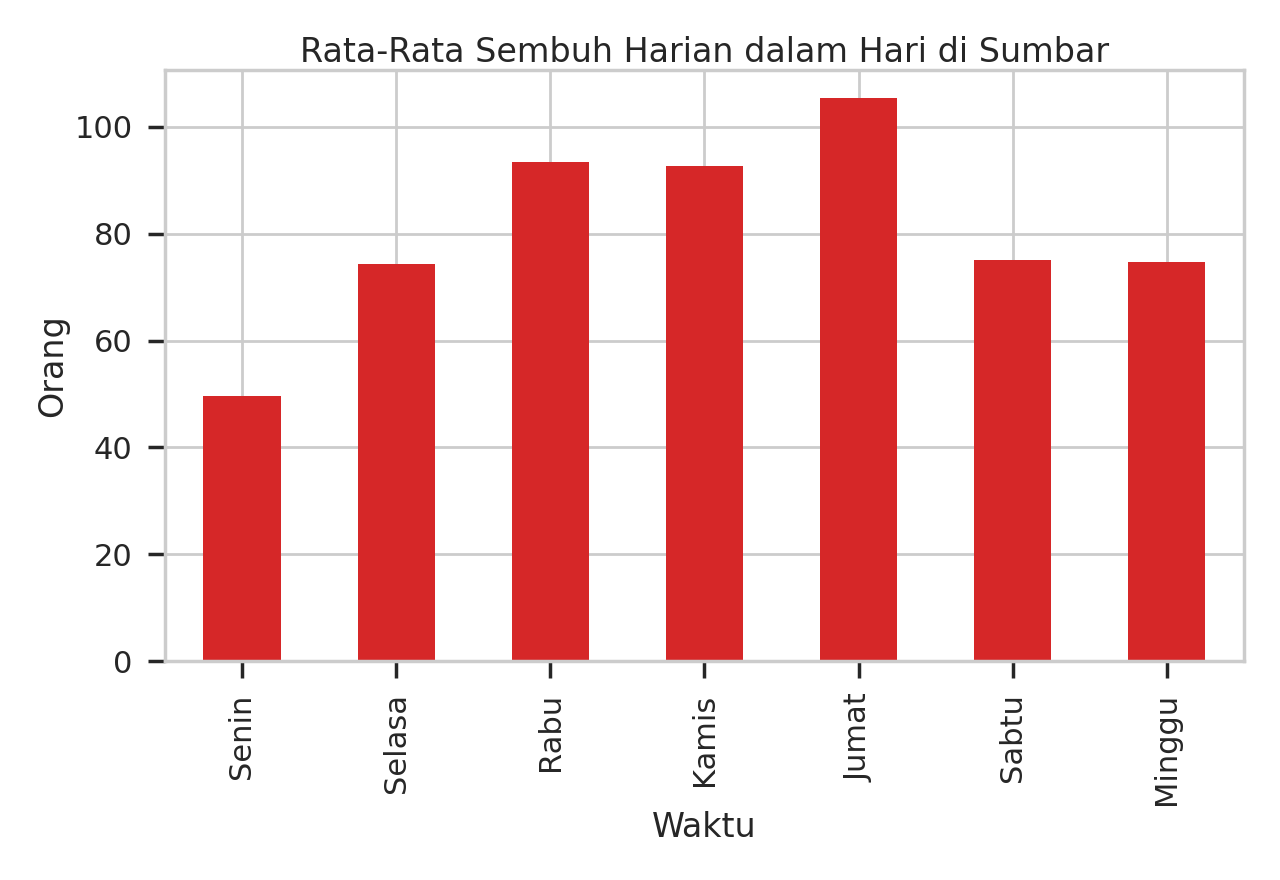 Rata-Rata Sembuh Harian dalam Hari di Sumbar
100
80
60
40
20
0
Orang
Senin
Selasa
Rabu
Kamis
Jumat
Sabtu
Minggu
Waktu